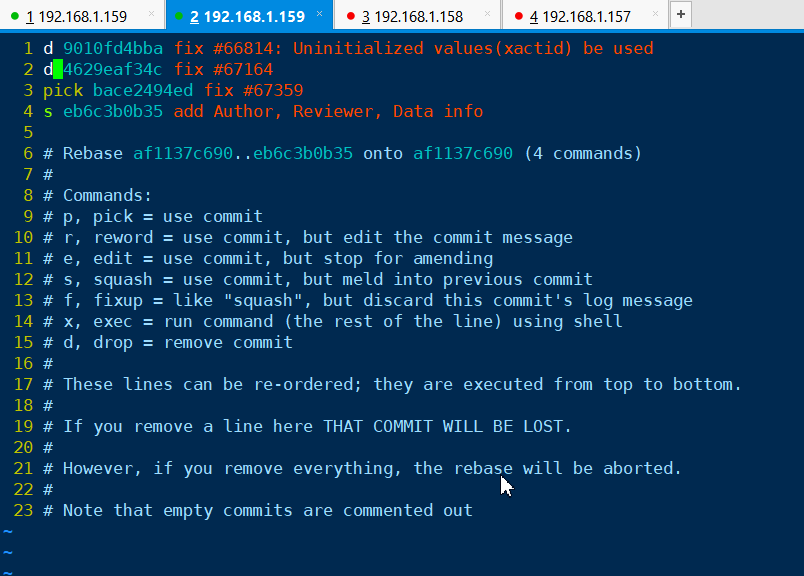 1 192.168.1.159 × 2 192.168.1.159 × 3 192.168.1.158 × 4 192.168.1.157 × +
1 d 9010fd4bba fix #66814: Uninitialized values(xactid) be used
2 d 4629eaf34c fix #67164
3 pick bace2494ed fix #67359
4 s eb6c3b0b35 add Author, Reviewer, Data info
5
6 # Rebase af1137c690..eb6c3b0b35 onto af1137c690 (4 commands)
7 #
8 # Commands:
9 # p, pick = use commit
10 # r, reword = use commit, but edit the commit message
11 # e, edit = use commit, but stop for amending
12 # s, squash = use commit, but meld into previous commit
13 # f, fixup = like "squash", but discard this commit's log message
14 # x, exec = run command (the rest of the line) using shell
15 # d, drop = remove commit
16 #
17 # These lines can be re-ordered; they are executed from top to bottom.
18 #
19 # If you remove a line here THAT COMMIT WILL BE LOST.
20 #
21 # However, if you remove everything, the rebase will be aborted.
22 #
23 # Note that empty commits are commented out
~
~
~